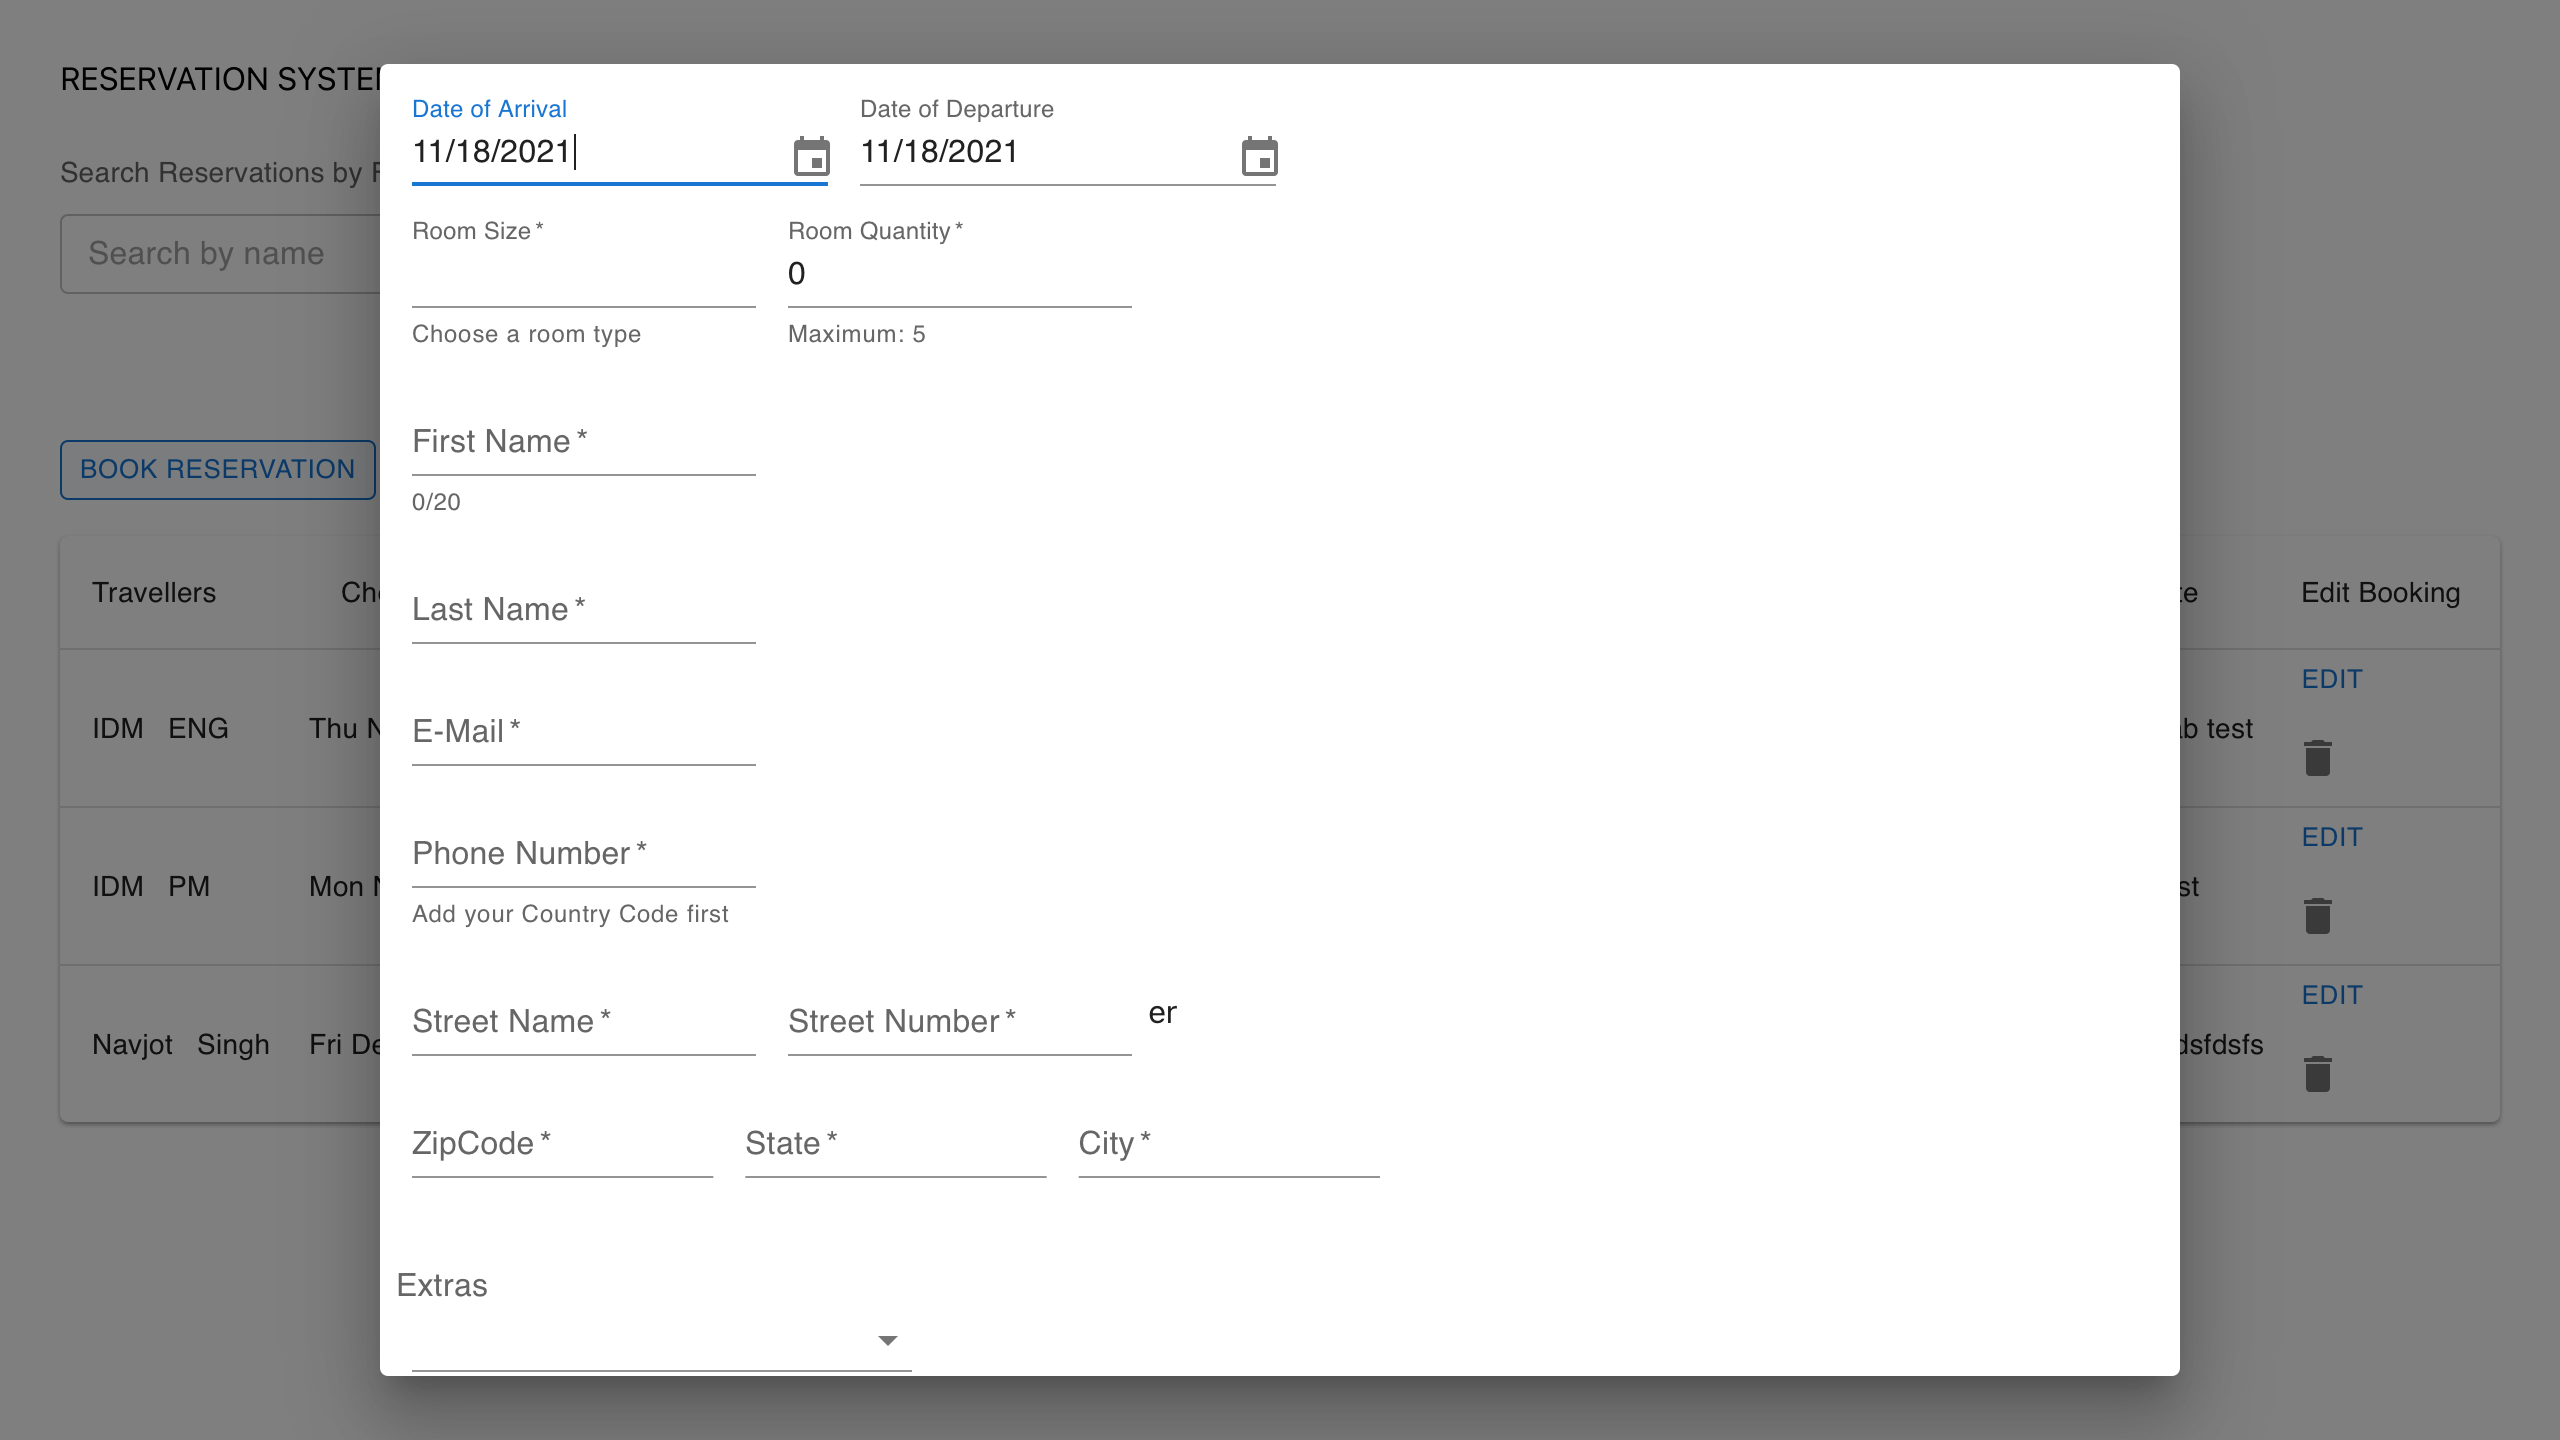 RESERVATION SYSTE
Date of Arrival Date of Departure
11/18/2021 11/18/2021
Search Reservations by
Room Size * Room Quantity *
Search by name
0
Choose a room type Maximum: 5
First Name *
BOOK RESERVATION
0/20
Travellers Che te Edit Booking
Last Name *
EDIT
IDM ENG Thu ab test
E-Mail *
EDIT
Phone Number *
IDM PM Mon st
Add your Country Code first
EDIT
Street Name * Street Number * er
Navjot Singh Fri De dsfdsfs
ZipCode * State * City *
Extras